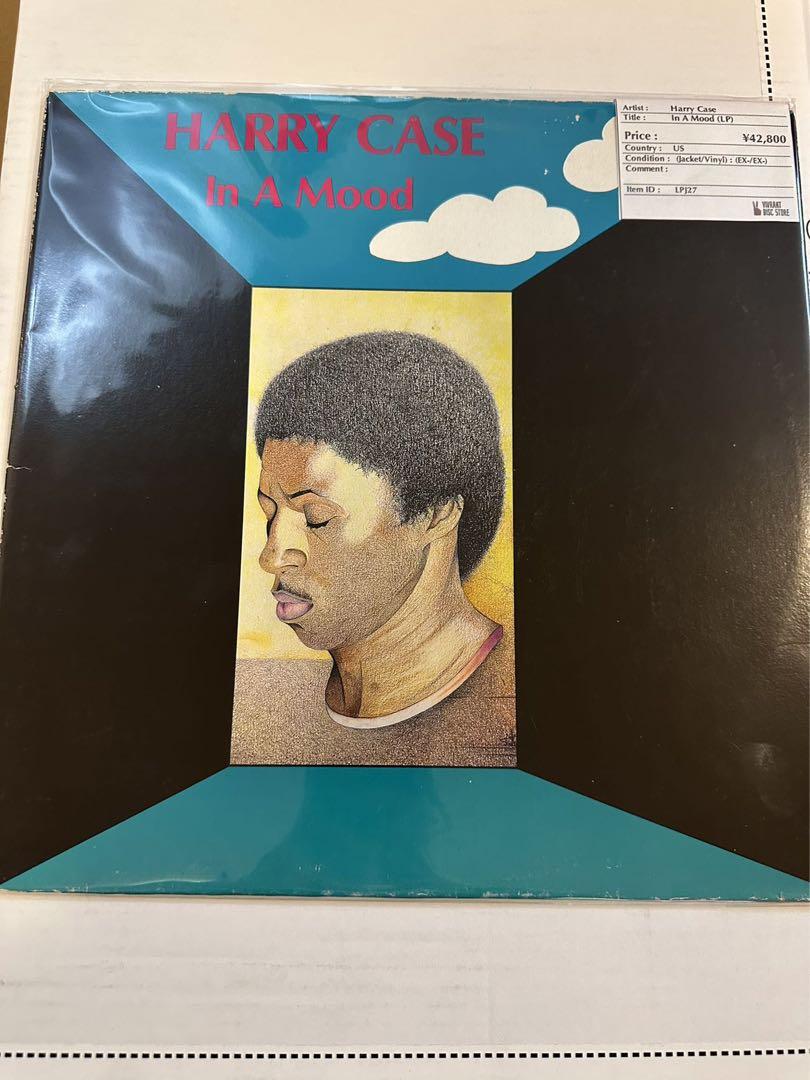 HARRY CASE
In A Mood
Artist : Harry Case
Title : In A Mood (LP)
Price : ¥42,800
Country : US
Condition : (Jacket/Vinyl) : (EX-/EX-)
Comment :
Item ID : LPJ27
VIVRANT
DISC STORE